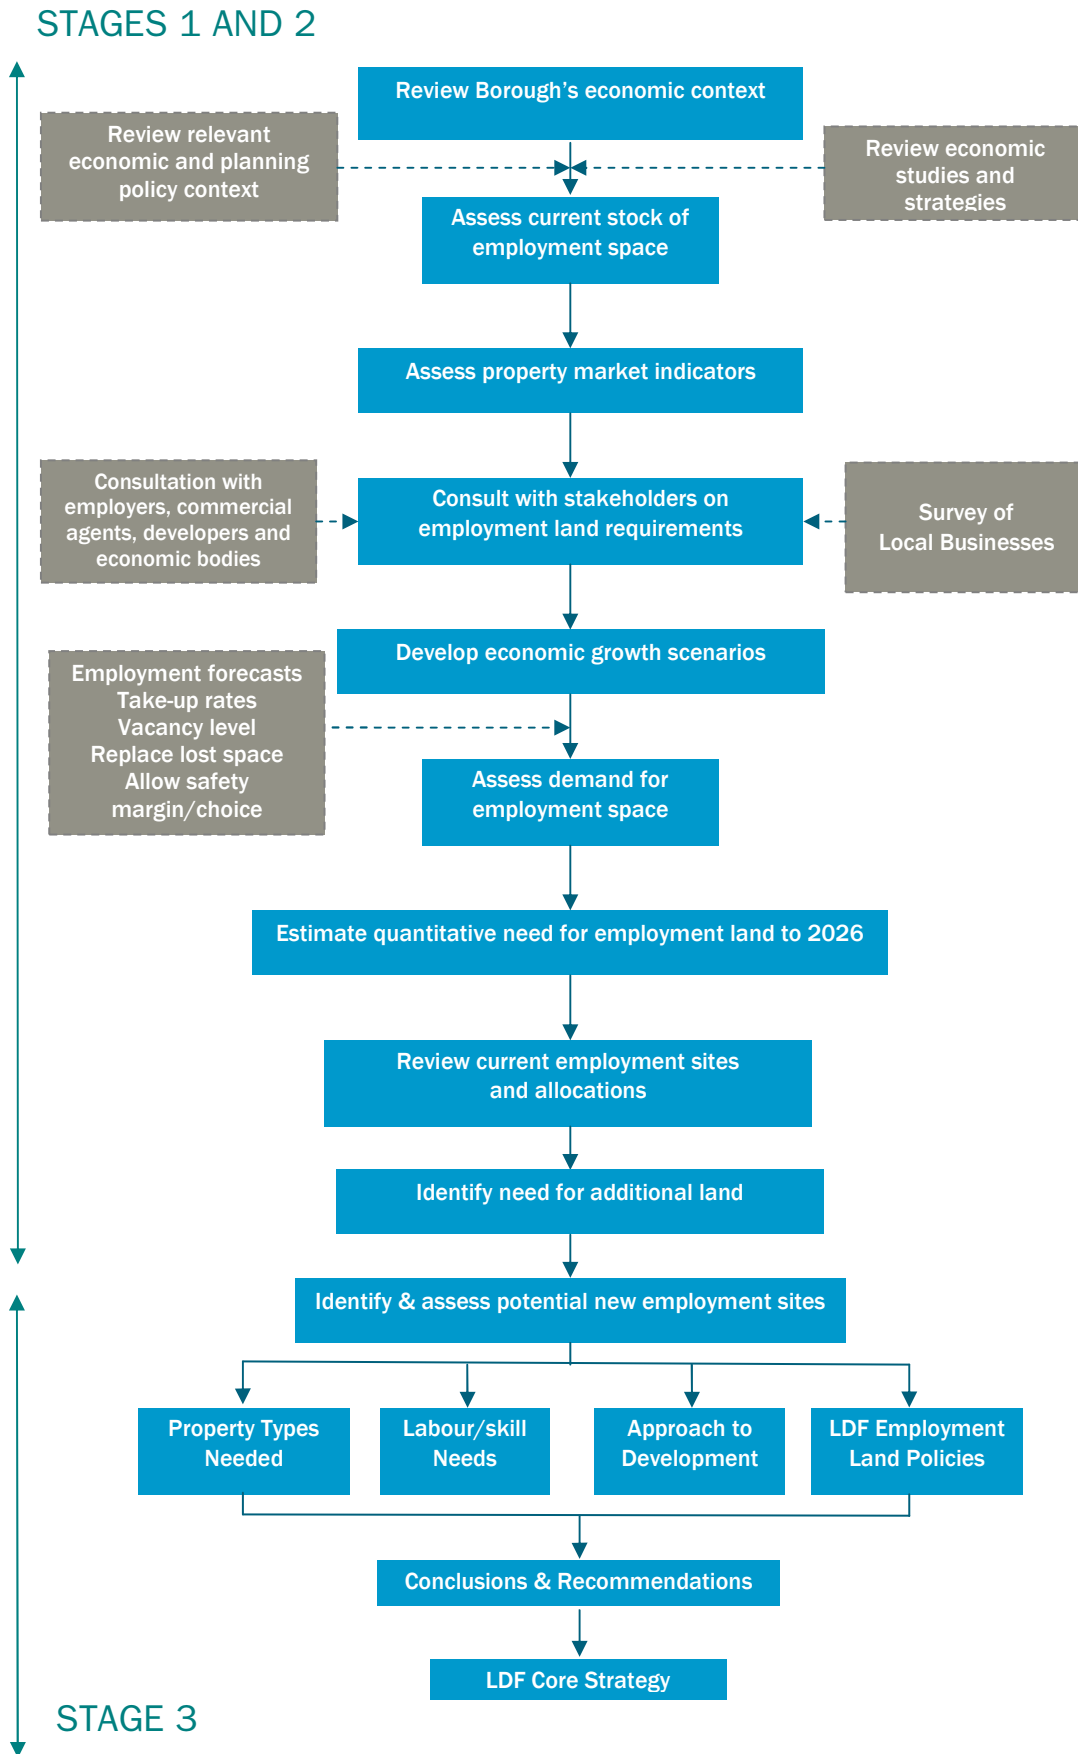 STAGES 1 AND 2
Review Borough's economic context
Review relevant
economic and planning
policy context
Review economic
studies and
strategies
Assess current stock of
employment space
Assess property market indicators
Consultation with
employers, commercial
agents, developers and
economic bodies
Consult with stakeholders on
employment land requirements
Survey of
Local Businesses
Develop economic growth scenarios
Employment forecasts
Take-up rates
Vacancy level
Replace lost space
Allow safety
margin/choice
Assess demand for
employment space
Estimate quantitative need for employment land to 2026
Review current employment sites
and allocations
Identify need for additional land
Identify & assess potential new employment sites
Property Types
Needed
Labour/skill
Needs
Approach to
Development
LDF Employment
Land Policies
Conclusions & Recommendations
LDF Core Strategy
STAGE 3